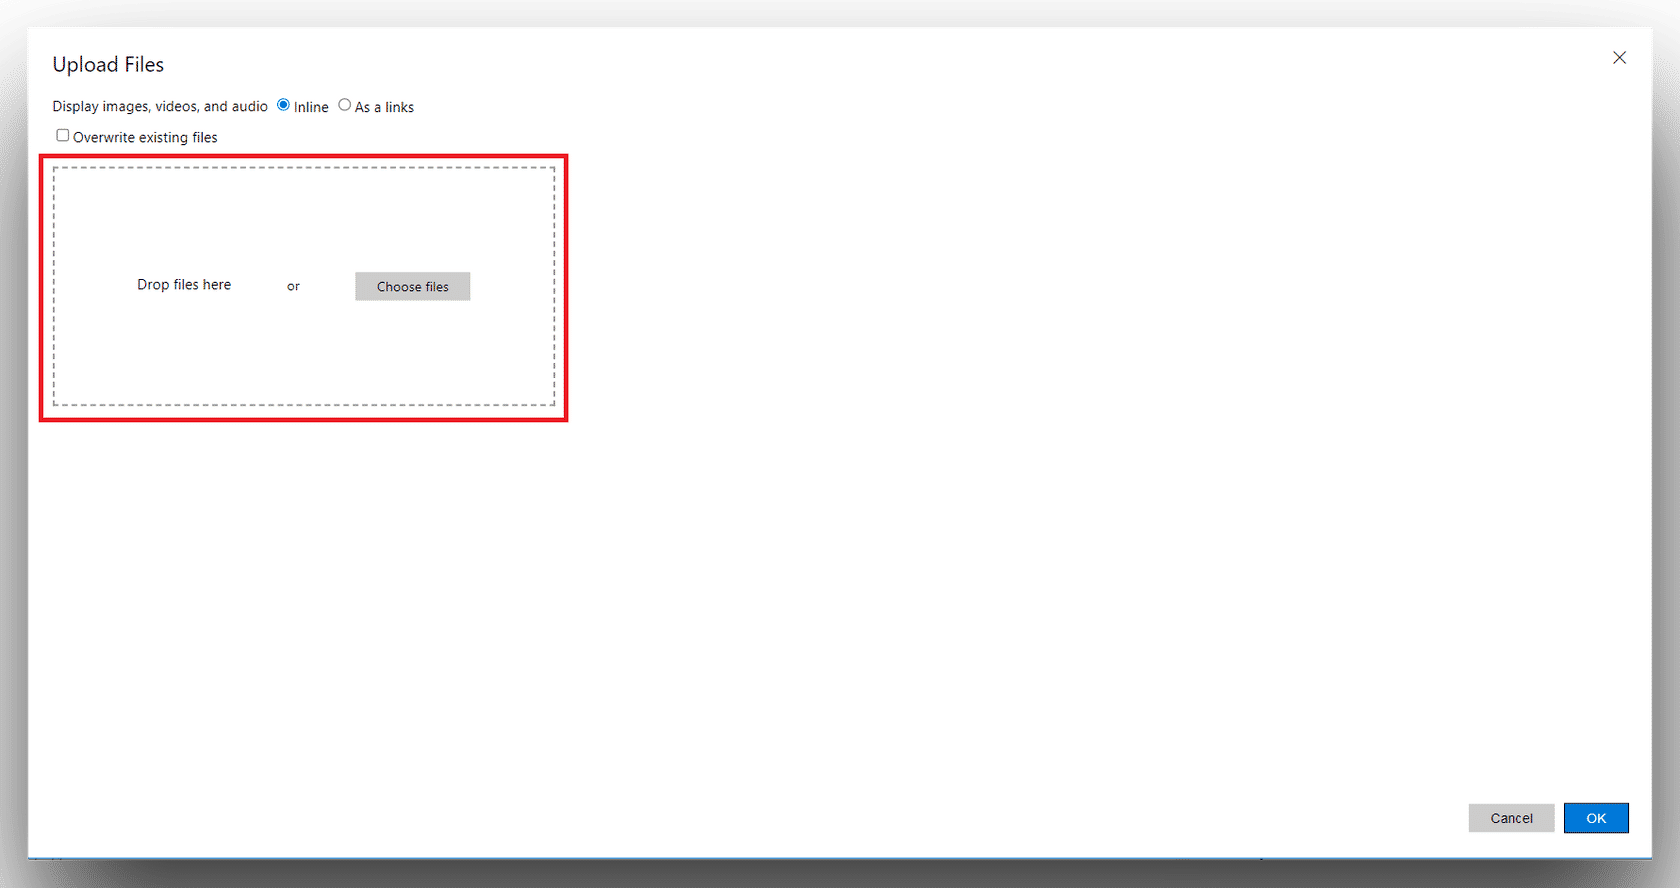 Upload Files
Display images, videos, and audio Inline As a links
Overwrite existing files
Drop files here or Choose files
Cancel OK